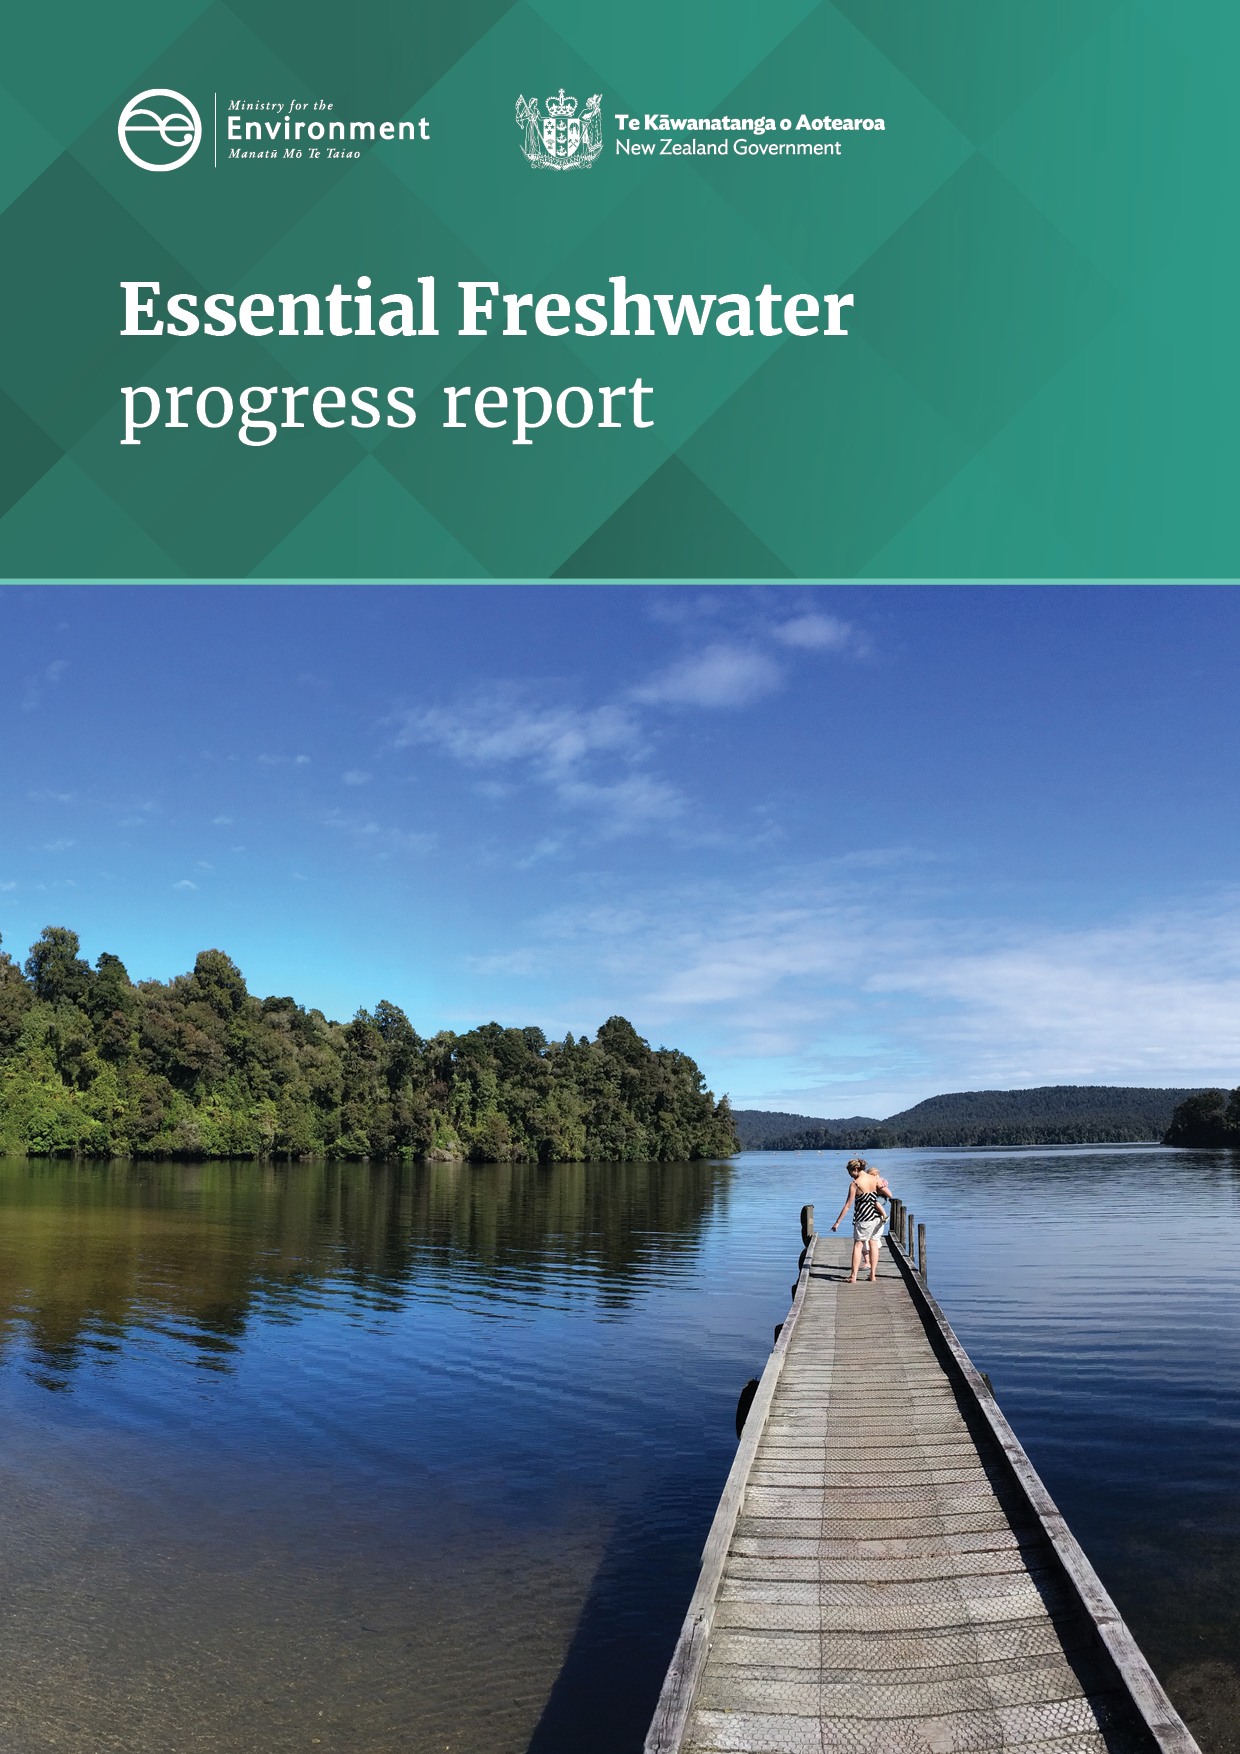 Ministry for the
Environment
Manatū Mō Te Taiao
Te Kāwanatanga o Aotearoa
New Zealand Government
Essential Freshwater
progress report